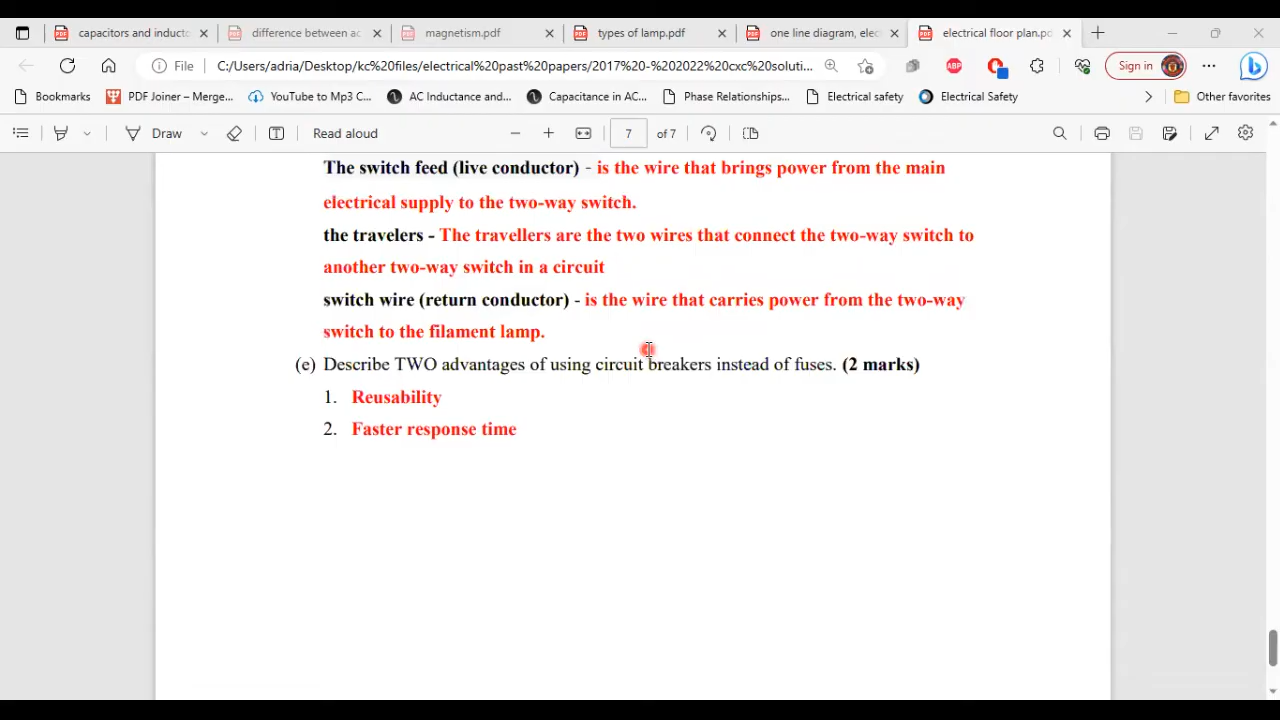 capacitors and inducto
difference between ac
magnetism.pdf
types of lamp.pdf
one line diagram, elec
electrical floor plan.pd
File
C:/Users/adria/Desktop/kc%20files/electrical%20past%20papers/2017%20-%202022%20cxc%20soluti...
ABP
Sign in
Bookmarks
PDF Joiner – Merge...
YouTube to Mp3 C...
AC Inductance and...
Capacitance in AC...
Phase Relationships...
Electrical safety
Electrical Safety
Other favorites
Draw
Read aloud
7
of 7
The switch feed (live conductor) - is the wire that brings power from the main
electrical supply to the two-way switch.
the travelers - The travellers are the two wires that connect the two-way switch to
another two-way switch in a circuit
switch wire (return conductor) - is the wire that carries power from the two-way
switch to the filament lamp.
(e) Describe TWO advantages of using circuit breakers instead of fuses. (2 marks)
1. Reusability
2. Faster response time